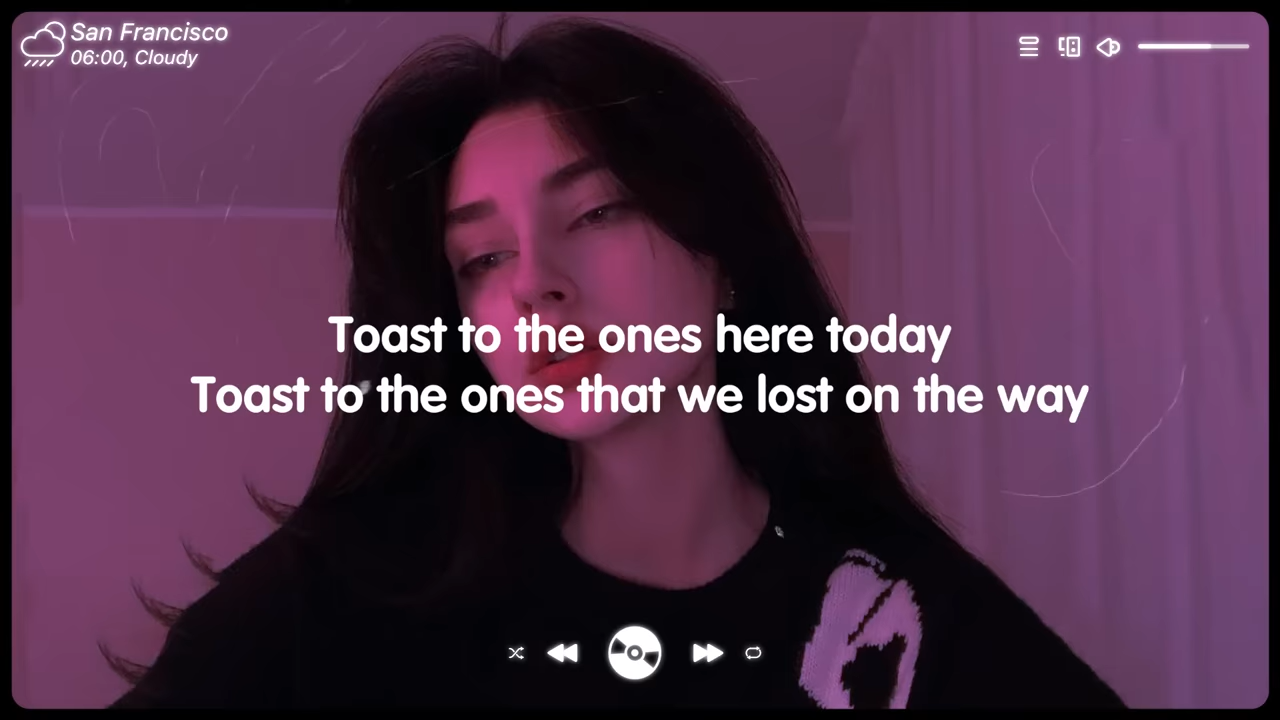 San Francisco
06:00, Cloudy
Toast to the ones here today
Toast to the ones that we lost on the way